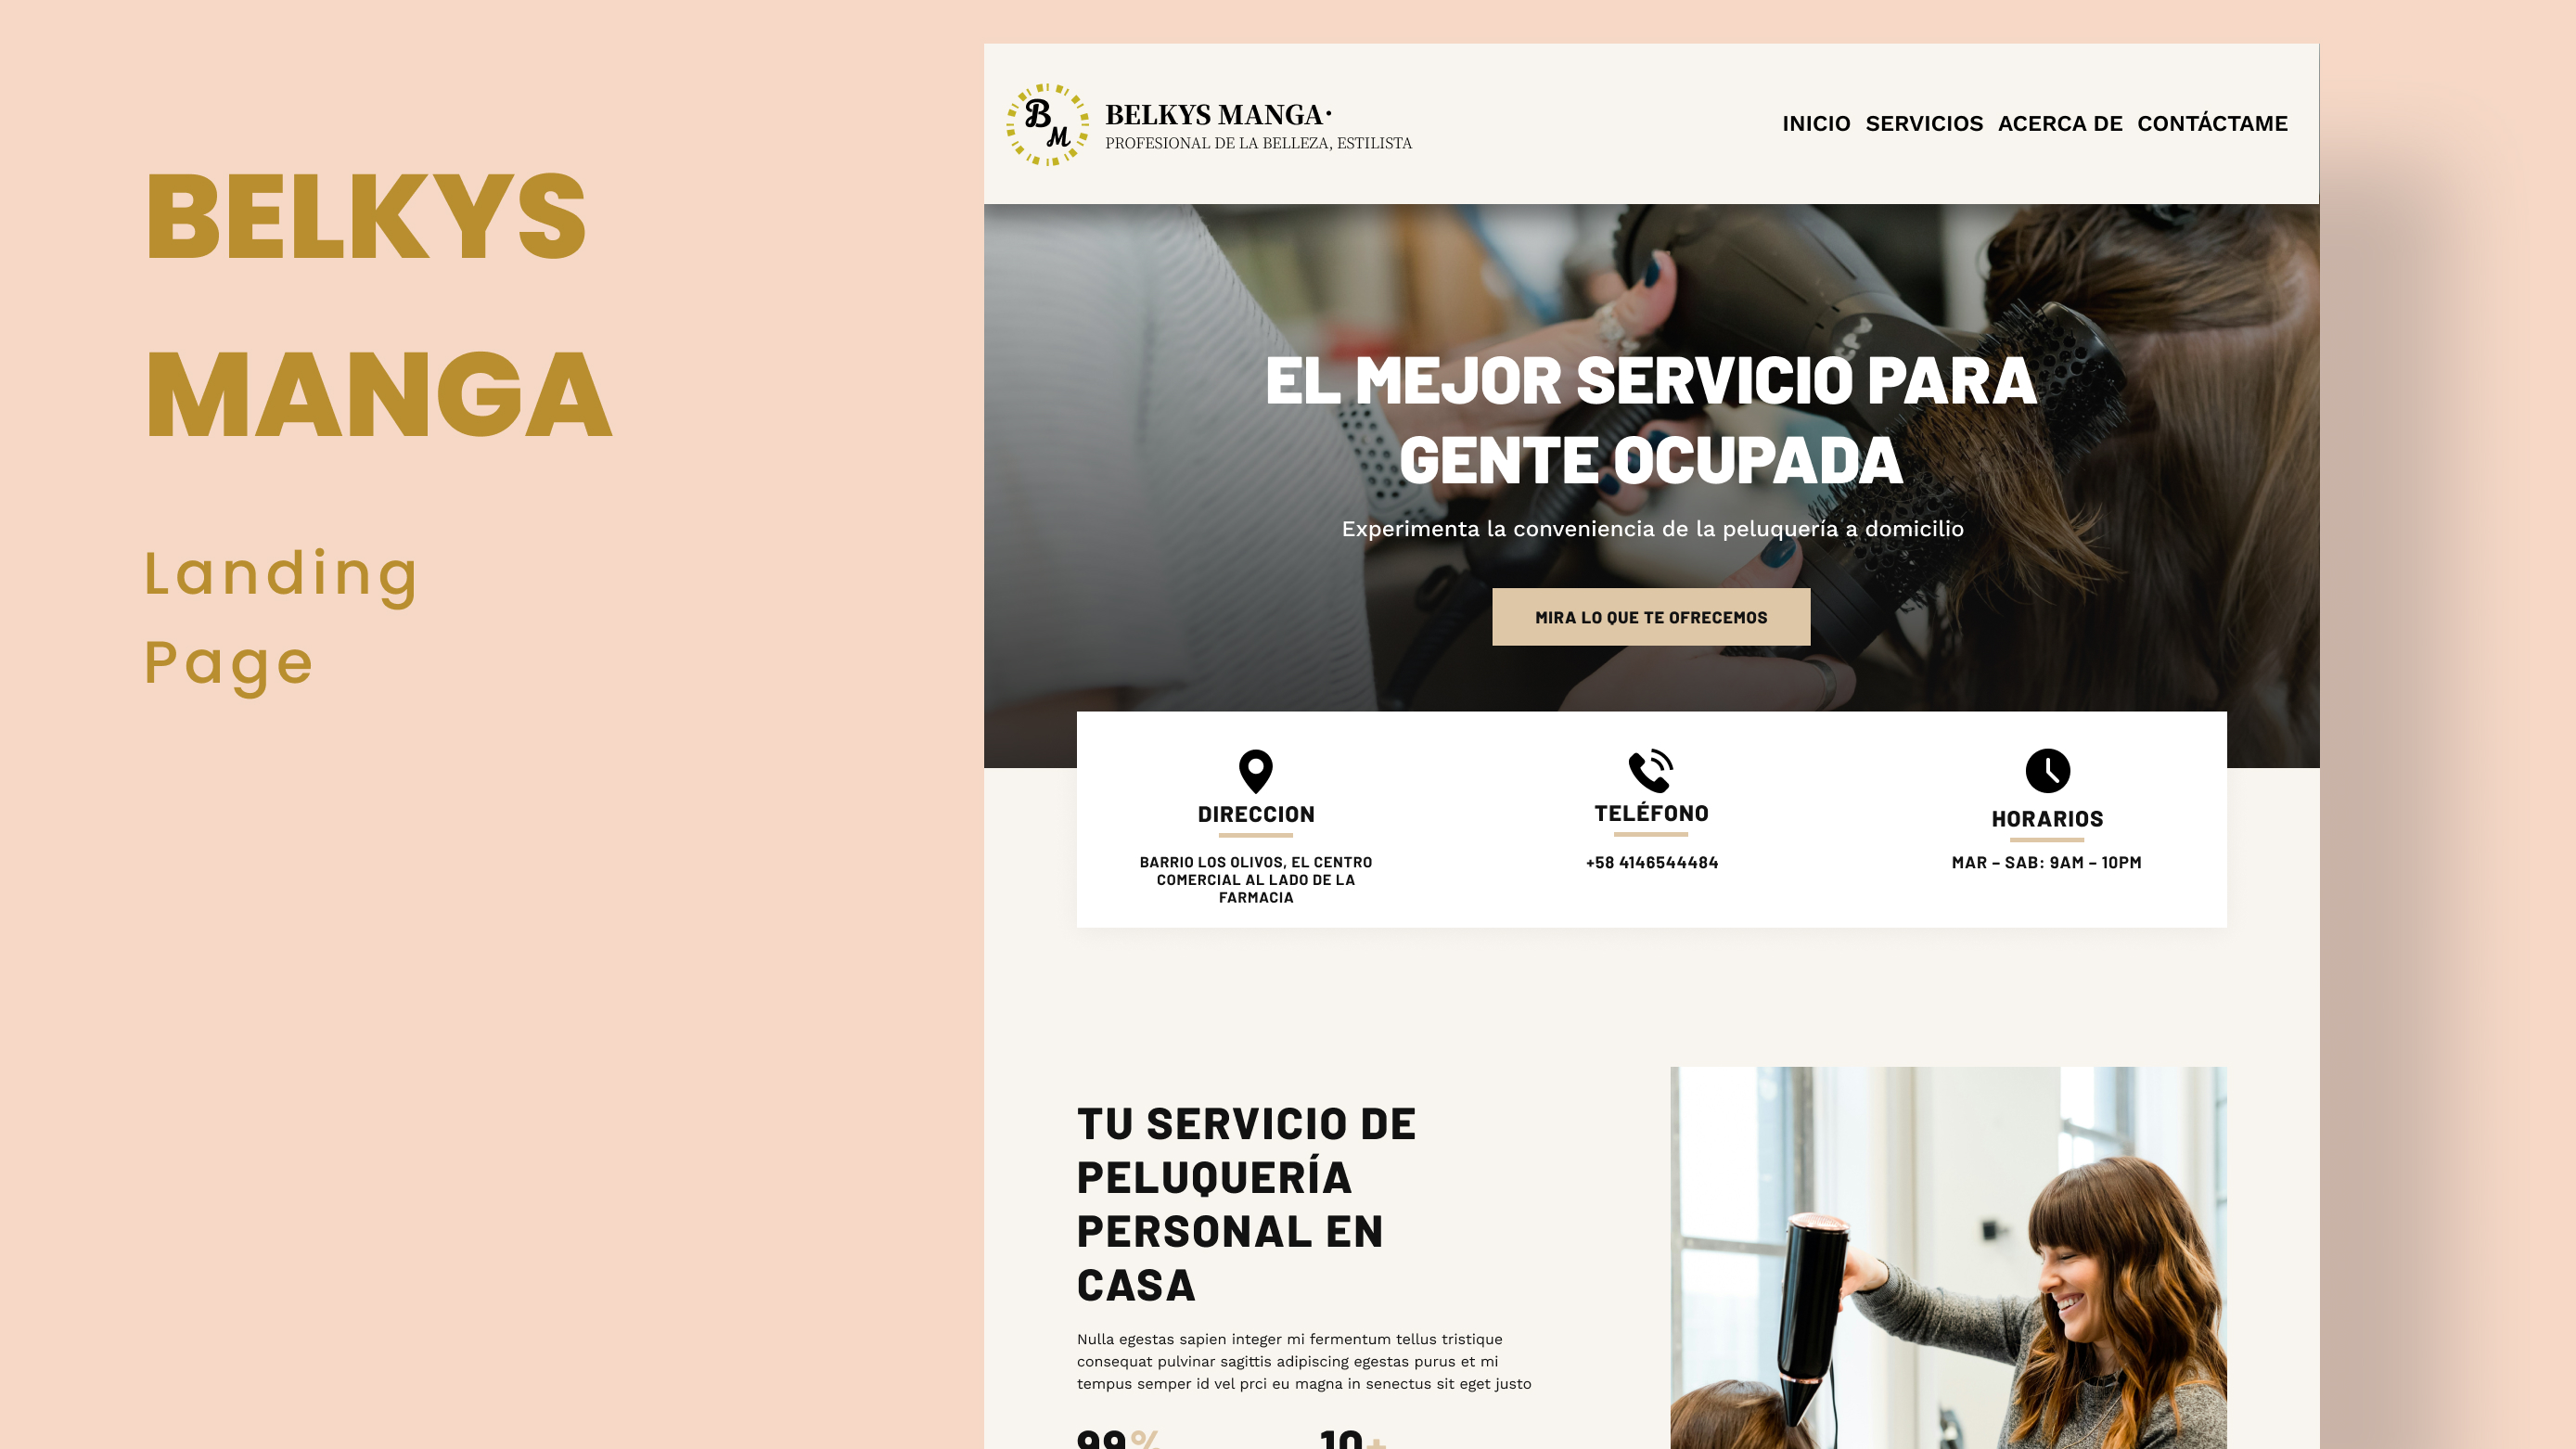 BELKYS
MANGA
Landing
Page
B
M
BELKYS MANGA·
PROFESIONAL DE LA BELLEZA, ESTILISTA
INICIO SERVICIOS ACERCA DE CONTÁCTAME
EL MEJOR SERVICIO PARA
GENTE OCUPADA
Experimenta la conveniencia de la peluquería a domicilio
MIRA LO QUE TE OFRECEMOS
DIRECCION
BARRIO LOS OLIVOS, EL CENTRO
COMERCIAL AL LADO DE LA
FARMACIA
TELÉFONO
+58 4146544484
HORARIOS
MAR – SAB: 9AM – 10PM
TU SERVICIO DE
PELUQUERÍA
PERSONAL EN
CASA
Nulla egestas sapien integer mi fermentum tellus tristique
consequat pulvinar sagittis adipiscing egestas purus et mi
tempus semper id vel prci eu magna in senectus sit eget justo
99% 10+